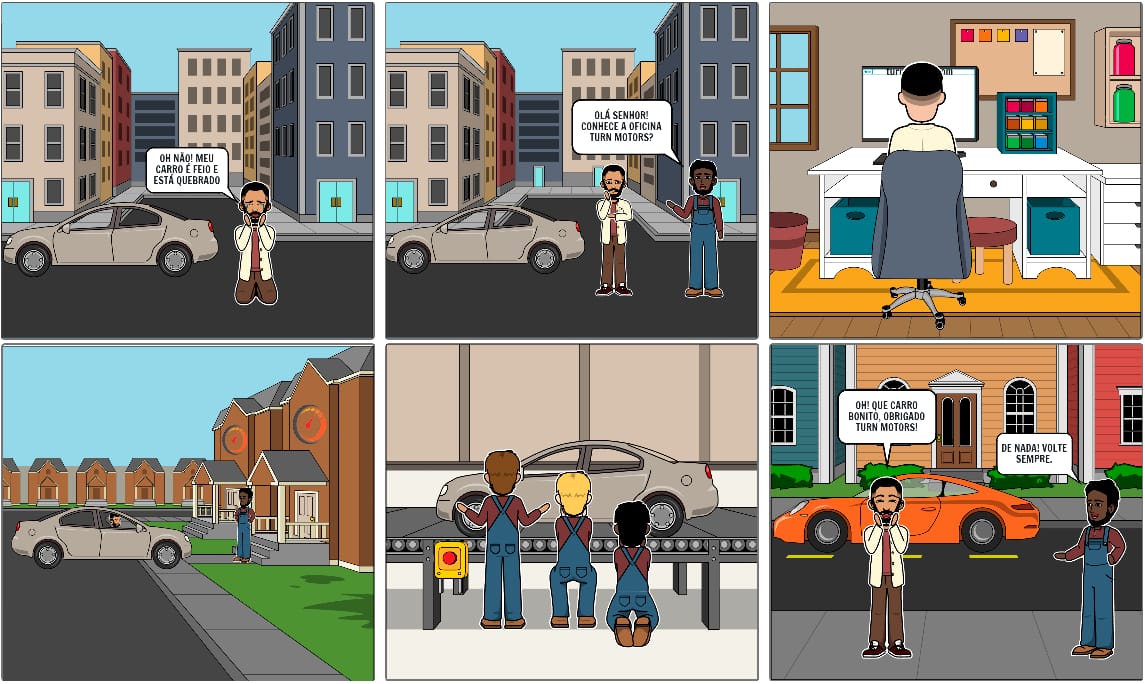 OH NÃO! MEU
CARRO É FEIO E
ESTÁ QUEBRADO
OLÁ SENHOR!
CONHECE A OFICINA
TURN MOTORS?
OH! QUE CARRO
BONITO, OBRIGADO
TURN MOTORS!
DE NADA! VOLTE
SEMPRE.